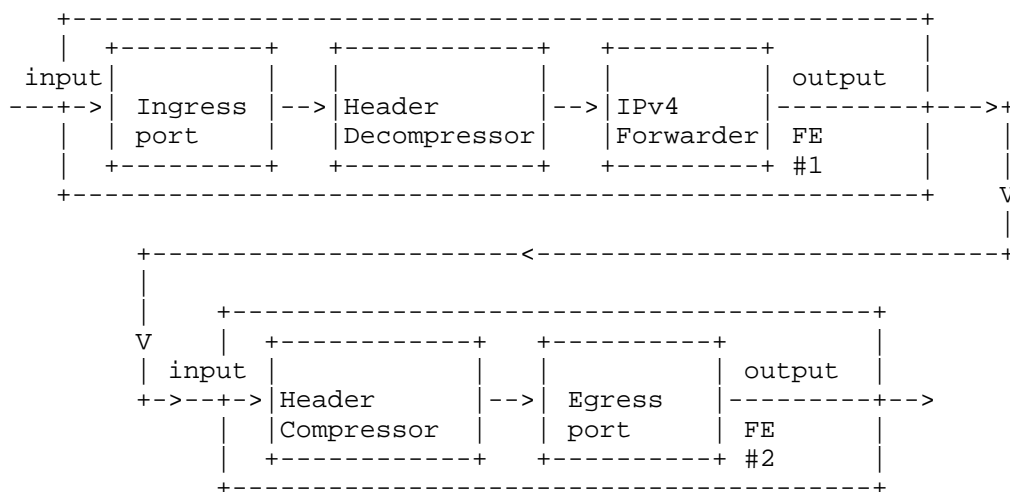 +-----------------------------------------------------+
| +---------+ +------------+ +---------+ |
input| | | | | | output |
---+->| Ingress |-->|Header |-->|IPv4 |---------+--->+
| | port | |Decompressor| |Forwarder| FE | |
| +---------+ +------------+ +---------+ #1 | |
+-----------------------------------------------------+ V
|
+-----------------------<-----------------------------+
|
| +----------------------------------------+
V | +------------+ +----------+ |
| input | | | | output |
+->--+->|Header |-->| Egress |---------+-->
| |Compressor | | port | FE |
| +------------+ +----------+ #2 |
+----------------------------------------+